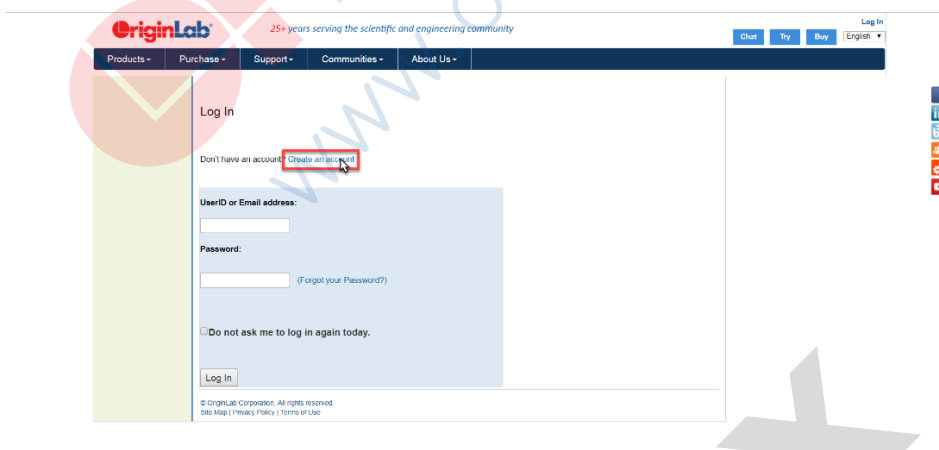 OriginLab
25+ years serving the scientific and engineering community
Log In
Chat Try Buy English
Products Purchase Support Communities About Us
Log In
Don't have an account? Create an account
UserID or Email address:
Password:
(Forgot your Password?)
Do not ask me to log in again today.
Log In
© OriginLab Corporation. All rights reserved.
Site Map | Privacy Policy | Terms of Use